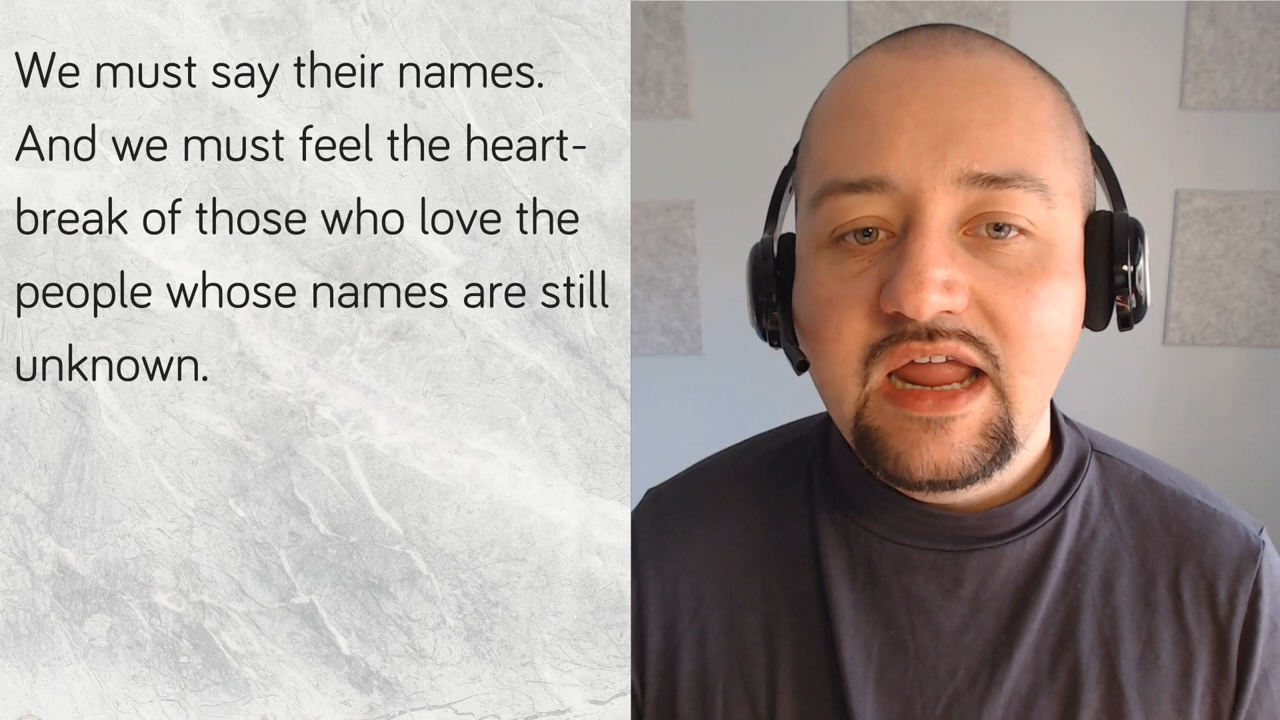 We must say their names.
And we must feel the heart-
break of those who love the
people whose names are still
unknown.